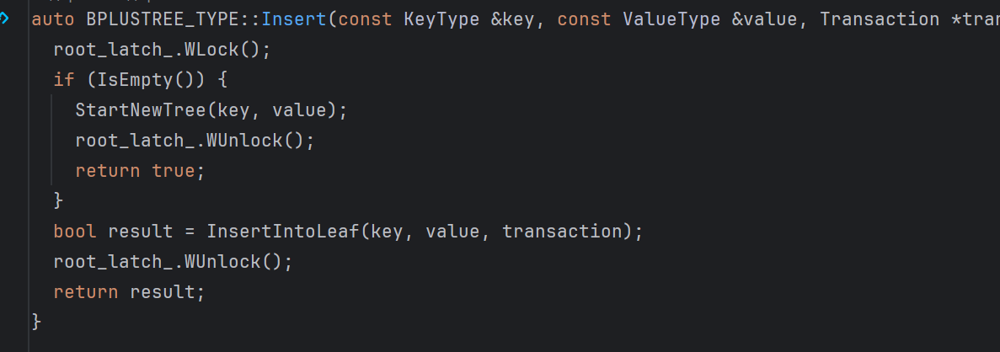 auto BPLUSTREE_TYPE::Insert(const KeyType &key, const ValueType &value, Transaction *tran
root_latch_.WLock();
if (IsEmpty()) {
StartNewTree(key, value);
root_latch_.WUnlock();
return true;
}
bool result = InsertIntoLeaf(key, value, transaction);
root_latch_.WUnlock();
return result;
}